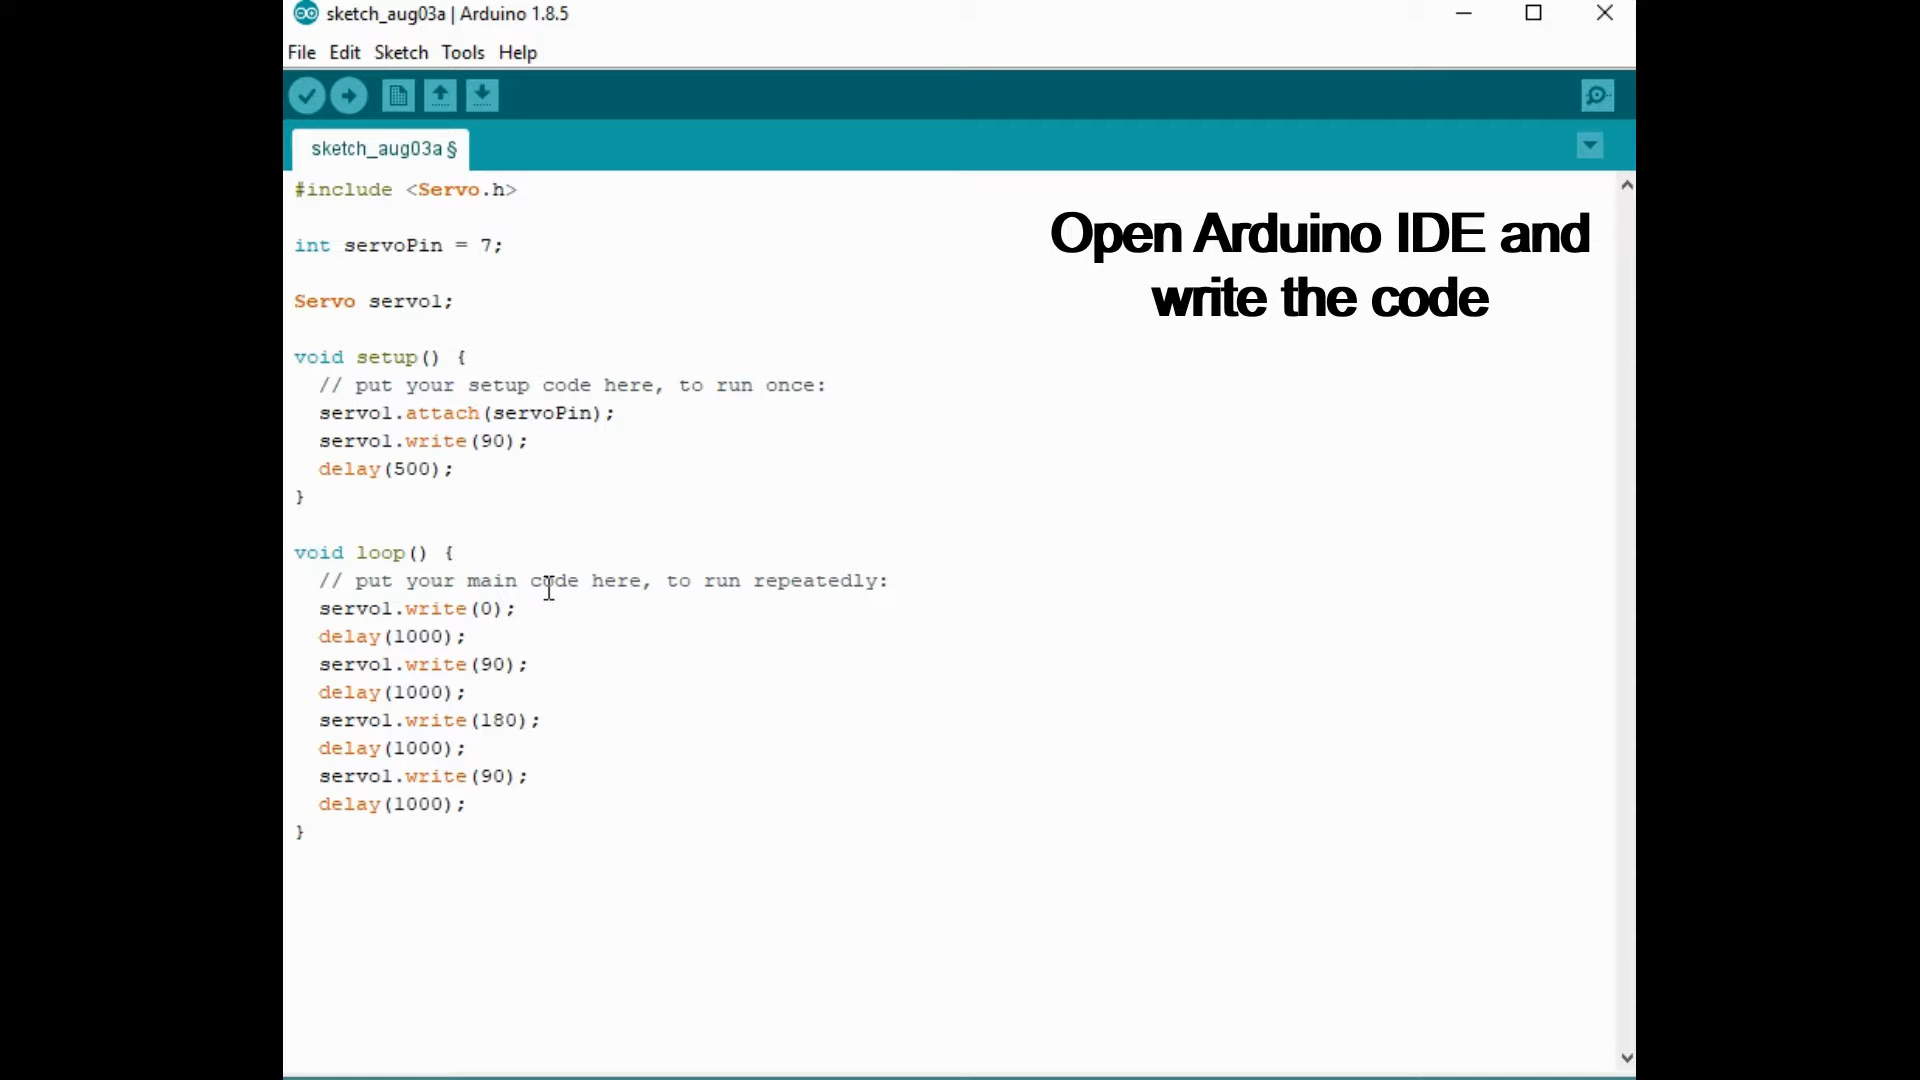 sketch_aug03a | Arduino 1.8.5
File Edit Sketch Tools Help
sketch_aug03a §
#include <Servo.h>
int servoPin = 7;
Servo servo1;
void setup() {
// put your setup code here, to run once:
servo1.attach(servoPin);
servo1.write(90);
delay(500);
}
void loop() {
// put your main code here, to run repeatedly:
servo1.write(0);
delay(1000);
servo1.write(90);
delay(1000);
servo1.write(180);
delay(1000);
servo1.write(90);
delay(1000);
}
Open Arduino IDE and
write the code